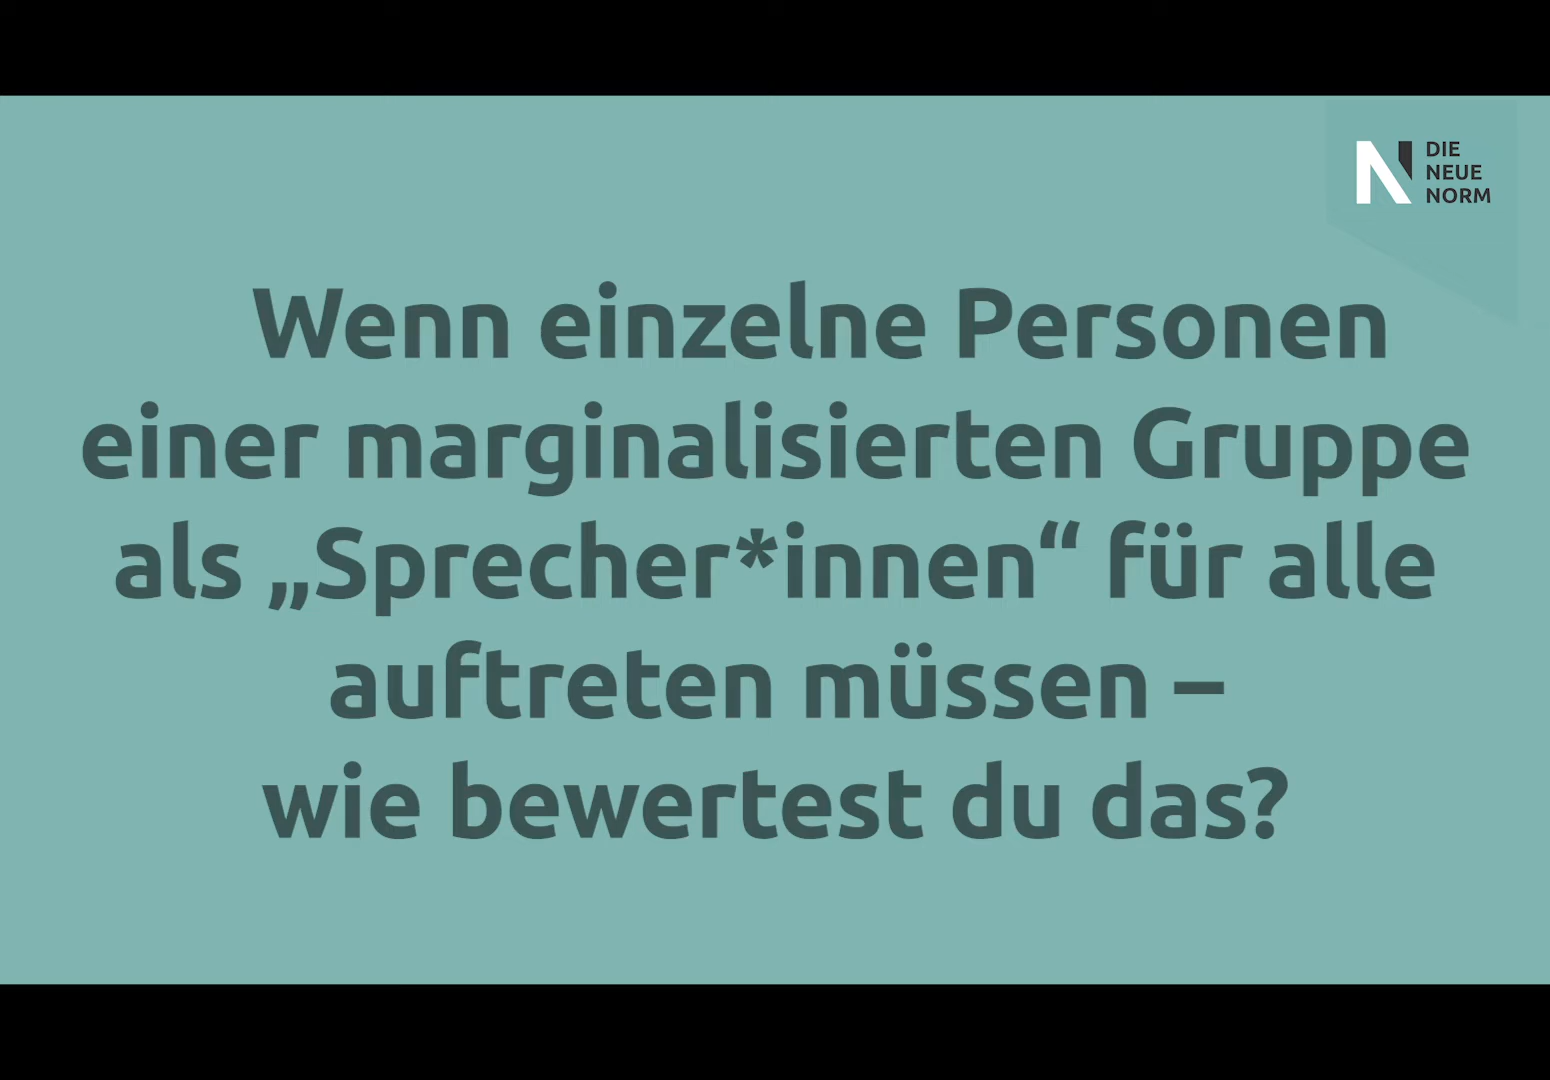 DIE
NEUE
NORM
Wenn einzelne Personen
einer marginalisierten Gruppe
als „Sprecher*innen“ für alle
auftreten müssen –
wie bewertest du das?